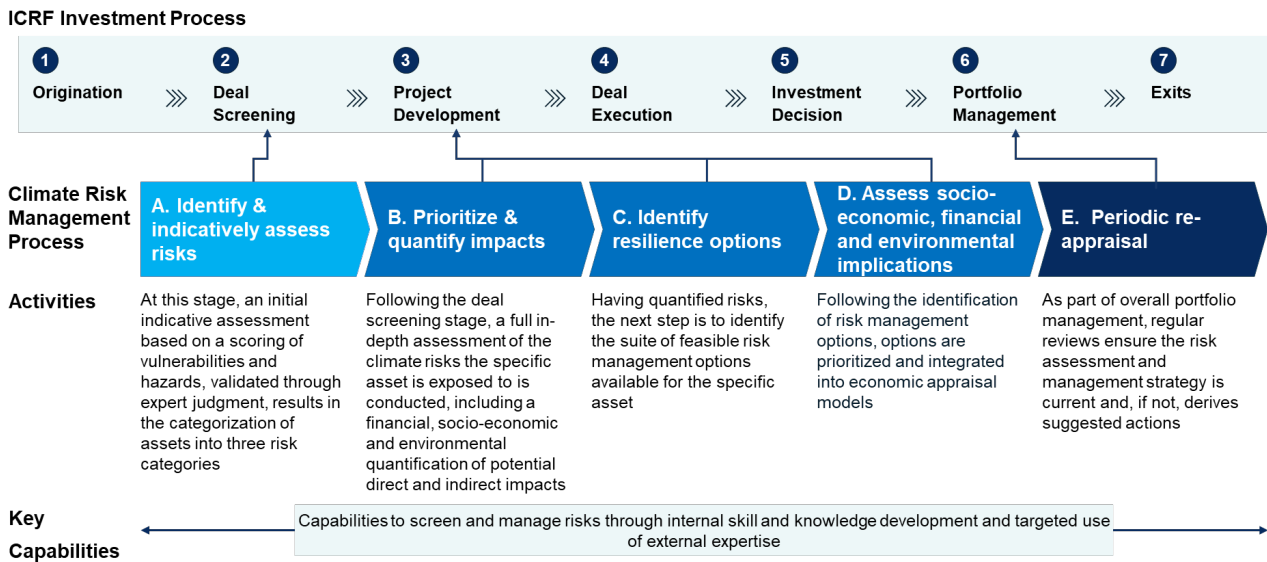 ICRF Investment Process
1
Origination
2
Deal
Screening
3
Project
Development
4
Deal
Execution
5
Investment
Decision
6
Portfolio
Management
7
Exits
Climate Risk
Management
Process
A. Identify &
indicatively assess
risks
B. Prioritize &
quantify impacts
C. Identify
resilience options
D. Assess socio-
economic, financial
and environmental
implications
E. Periodic re-
appraisal
Activities
At this stage, an initial
indicative assessment
based on a scoring of
vulnerabilities and
hazards, validated through
expert judgment, results in
the categorization of
assets into three risk
categories
Following the deal
screening stage, a full in-
depth assessment of the
climate risks the specific
asset is exposed to is
conducted, including a
financial, socio-economic
and environmental
quantification of potential
direct and indirect impacts
Having quantified risks,
the next step is to identify
the suite of feasible risk
management options
available for the specific
asset
Following the identification
of risk management
options, options are
prioritized and integrated
into economic appraisal
models
As part of overall portfolio
management, regular
reviews ensure the risk
assessment and
management strategy is
current and, if not, derives
suggested actions
Key
Capabilities
Capabilities to screen and manage risks through internal skill and knowledge development and targeted use
of external expertise